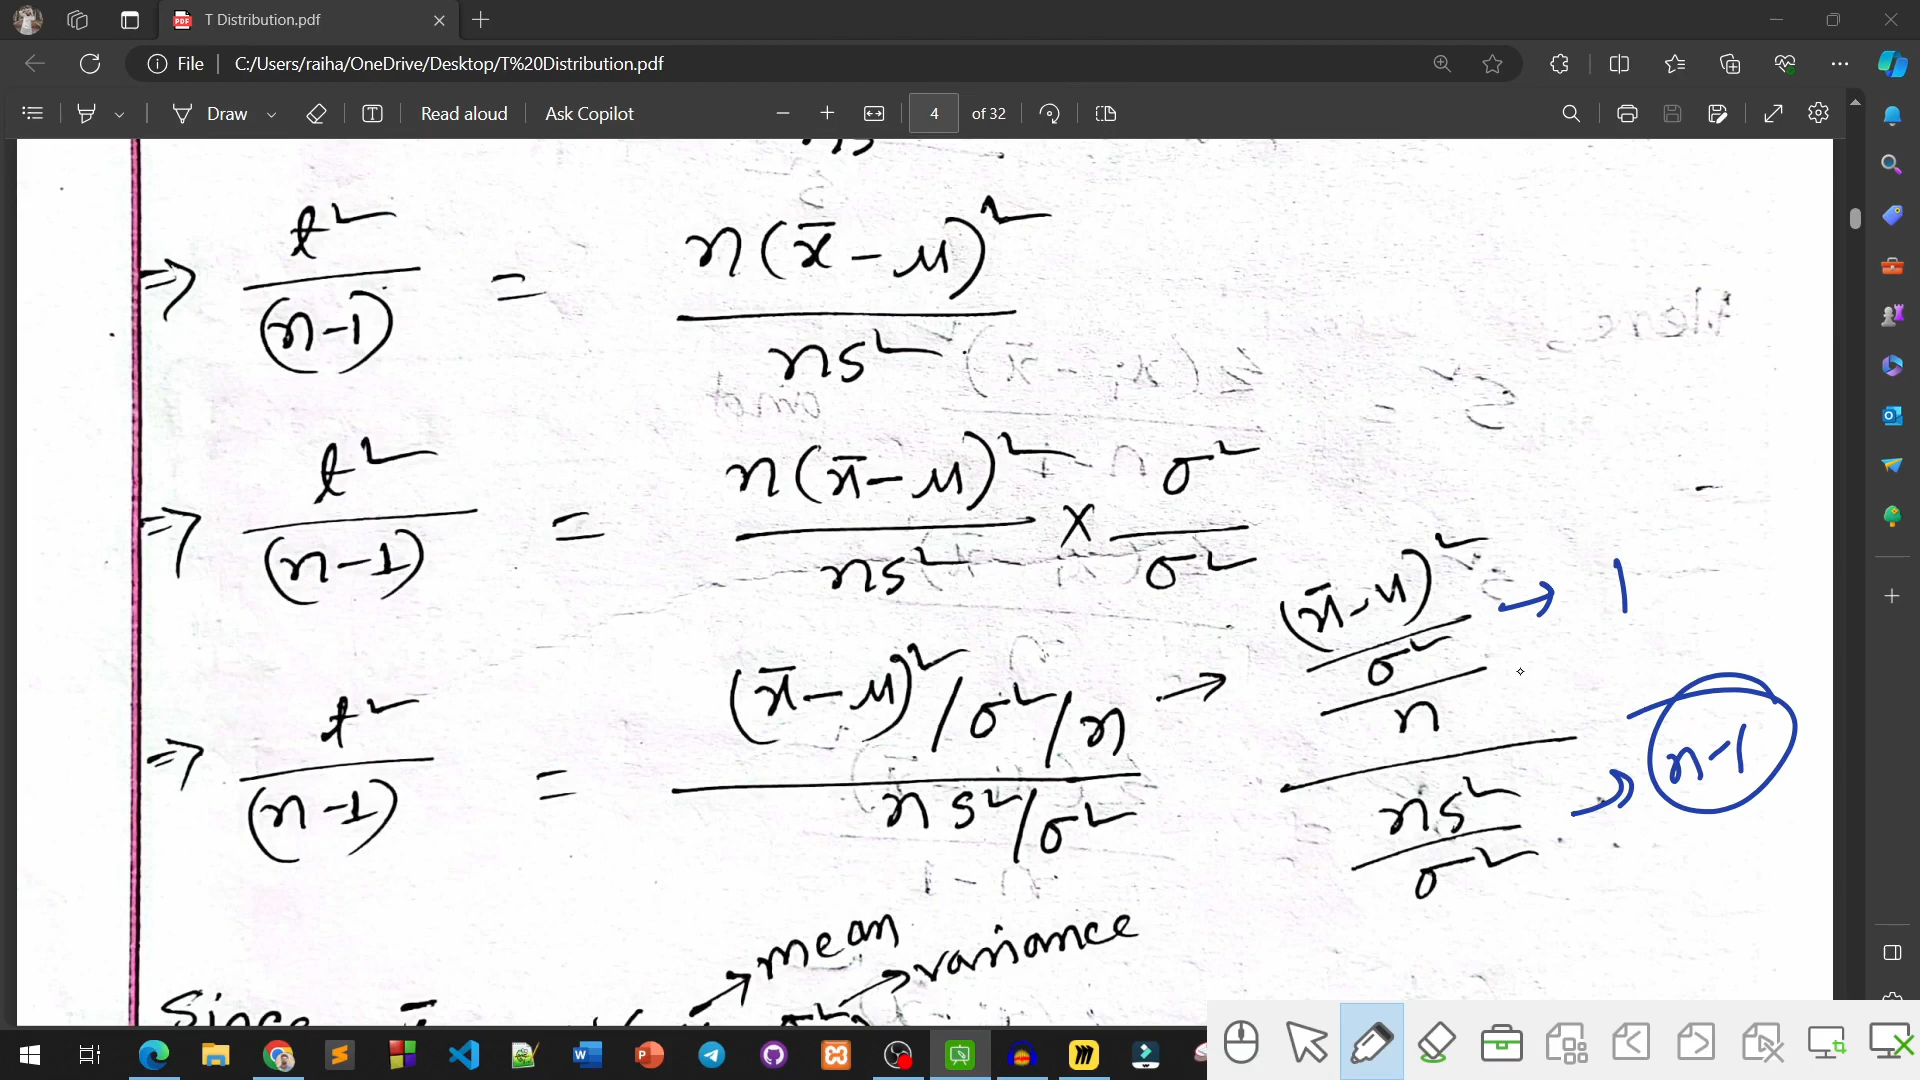 T Distribution.pdf
File | C:/Users/raiha/OneDrive/Desktop/T%20Distribution.pdf
Draw
Read aloud
Ask Copilot
4 of 32
⇒ t²/(n-1) = n(x̄-μ)²/ns²
⇒ t²/(n-1) = n(x̄-μ)²/ns² × σ²/σ²
⇒ t²/(n-1) = (x̄-μ)²/σ²/n / ns²/σ² → (x̄-μ)²/σ²/n → 1
ns²/σ² → n-1
→ mean
→ variance
Since x̄